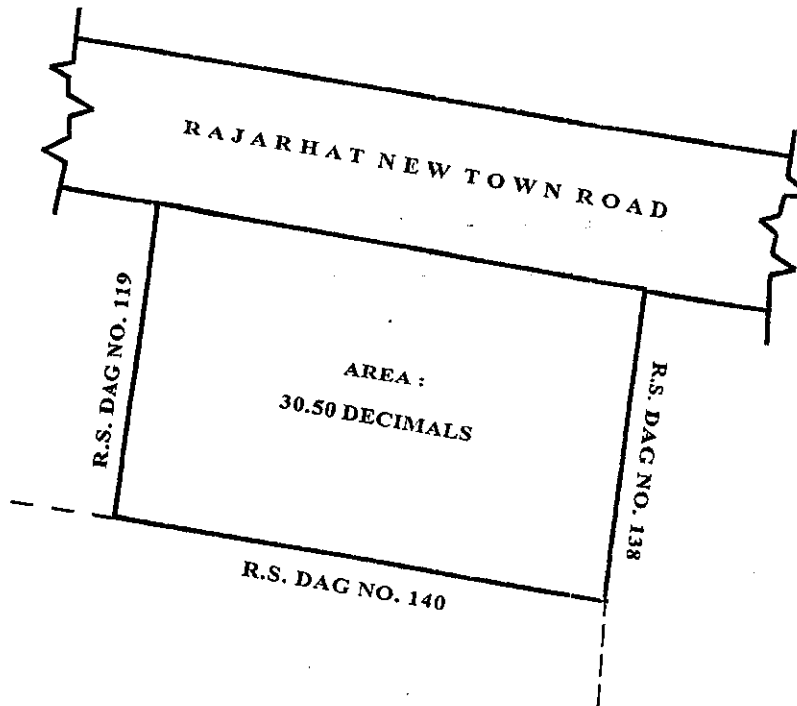 RAJARHAT NEW TOWN ROAD
R.S. DAG NO. 119
AREA :
30.50 DECIMALS
R.S. DAG NO. 138
R.S. DAG NO. 140